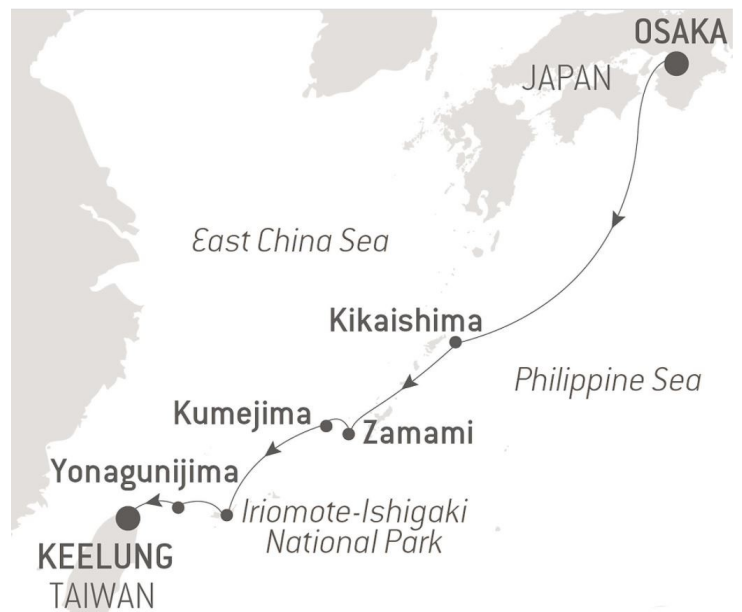 OSAKA
JAPAN
East China Sea
Kikaishima
Philippine Sea
Kumejima
Zamami
Yonagunijima
Iriomote-Ishigaki
National Park
KEELUNG
TAIWAN